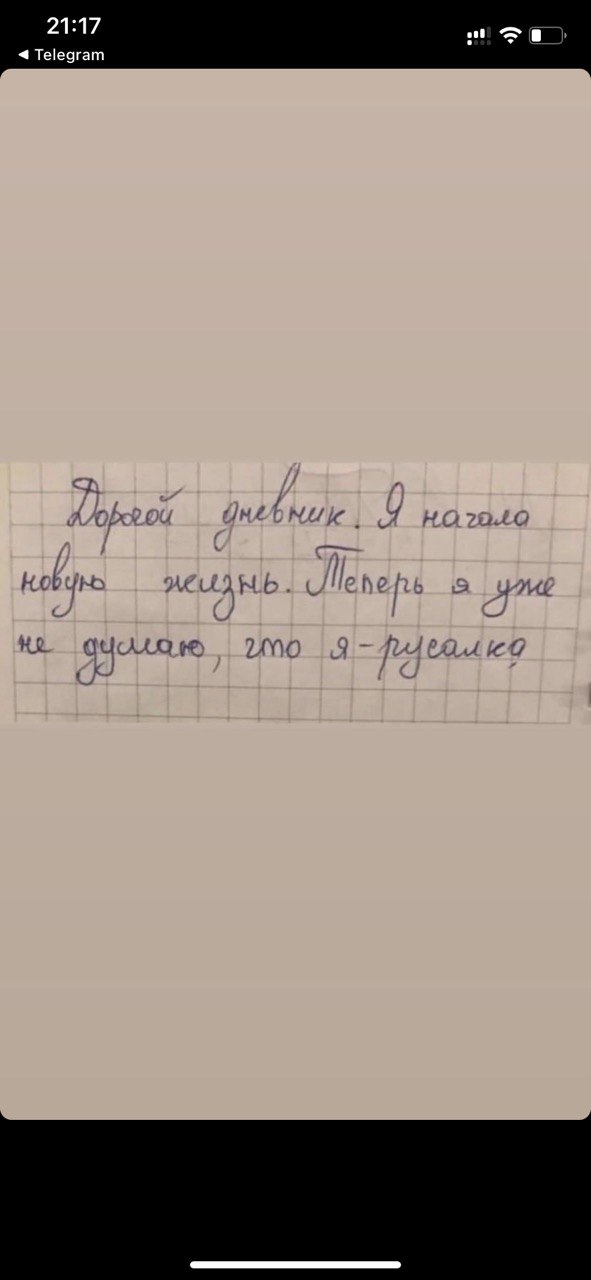 21:17
◀ Telegram
Дорогой дневник. Я начала
новую жизнь. Теперь я уже
не думаю, что я-русалка